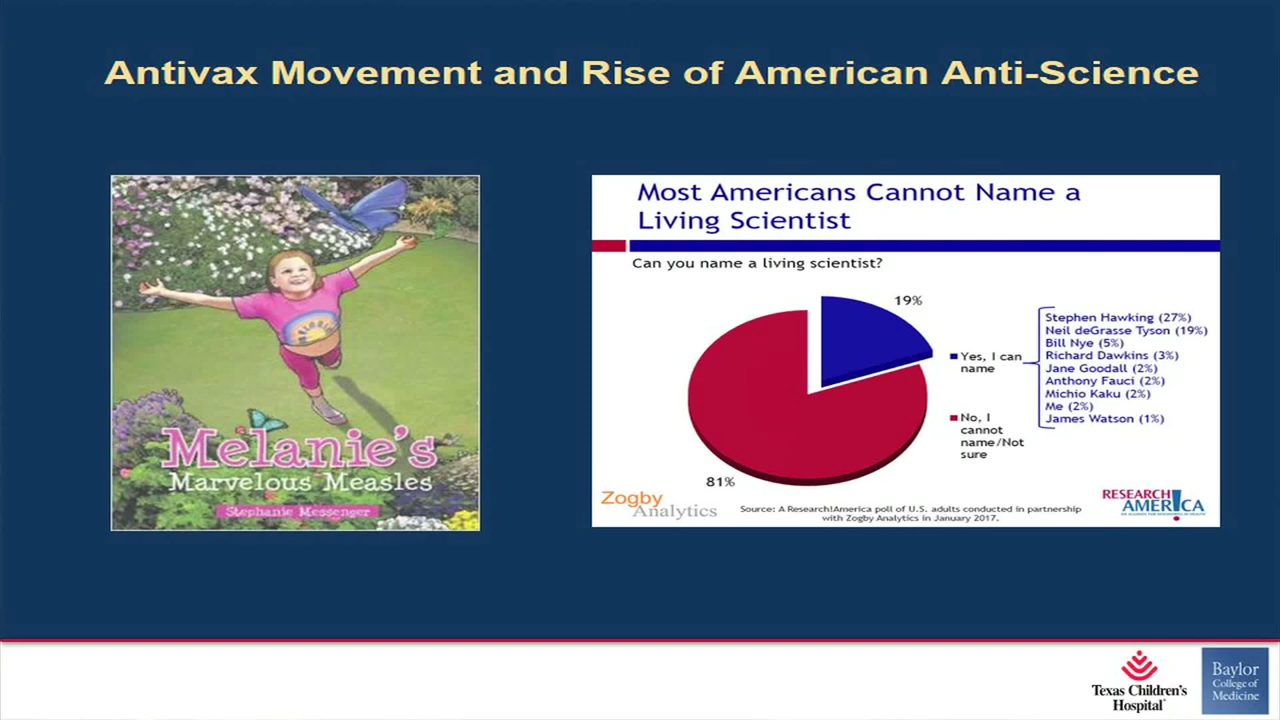 Antivax Movement and Rise of American Anti-Science
Melanie's
Marvelous Measles
Stephanie Messenger
Most Americans Cannot Name a
Living Scientist
Can you name a living scientist?
19%
81%
Yes, I can
name
No, I
cannot
name/Not
sure
Stephen Hawking (27%)
Neil deGrasse Tyson (19%)
Bill Nye (5%)
Richard Dawkins (3%)
Jane Goodall (2%)
Anthony Fauci (2%)
Michio Kaku (2%)
Me (2%)
James Watson (1%)
Zogby
Analytics
Source: A Research!America poll of U.S. adults conducted in partnership
with Zogby Analytics in January 2017.
RESEARCH
AMERICA
Texas Children's
Hospital
Baylor
College of
Medicine